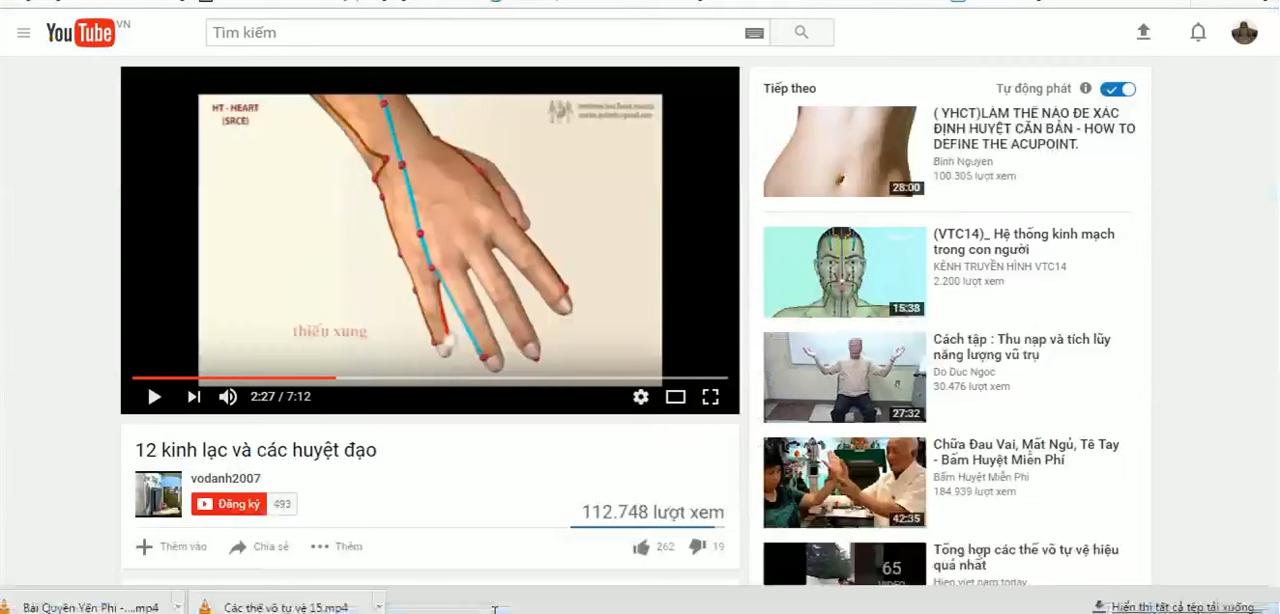 YouTube VN
Tìm kiếm
HT - HEART
(SRCE)
thiếu xung
2:27 / 7:12
12 kinh lạc và các huyệt đạo
vodanh2007
Đăng ký 493
112.748 lượt xem
Thêm vào Chia sẻ Thêm 262 19
Tiếp theo Tự động phát
( YHCT)LÀM THẾ NÀO ĐE XÁC
ĐỊNH HUYỆT CĂN BẢN - HOW TO
DEFINE THE ACUPOINT.
Binh Nguyen
100.305 lượt xem
28:00
(VTC14)_ Hệ thống kinh mạch
trong con người
KÊNH TRUYỀN HÌNH VTC14
2.200 lượt xem
15:38
Cách tập : Thu nạp và tích lũy
năng lượng vũ trụ
Do Duc Ngoc
30.476 lượt xem
27:32
Chữa Đau Vai, Mất Ngủ, Tê Tay
- Bấm Huyệt Miễn Phí
Bấm Huyệt Miễn Phí
184.939 lượt xem
42:35
Tổng hợp các thế võ tự vệ hiệu
quả nhất
Hien viet nam today
65
VIDEO
Bài Quyền Yến Phi -....mp4
Các thế võ tự vệ 15.mp4
Hiển thị tất cả tệp tải xuống...